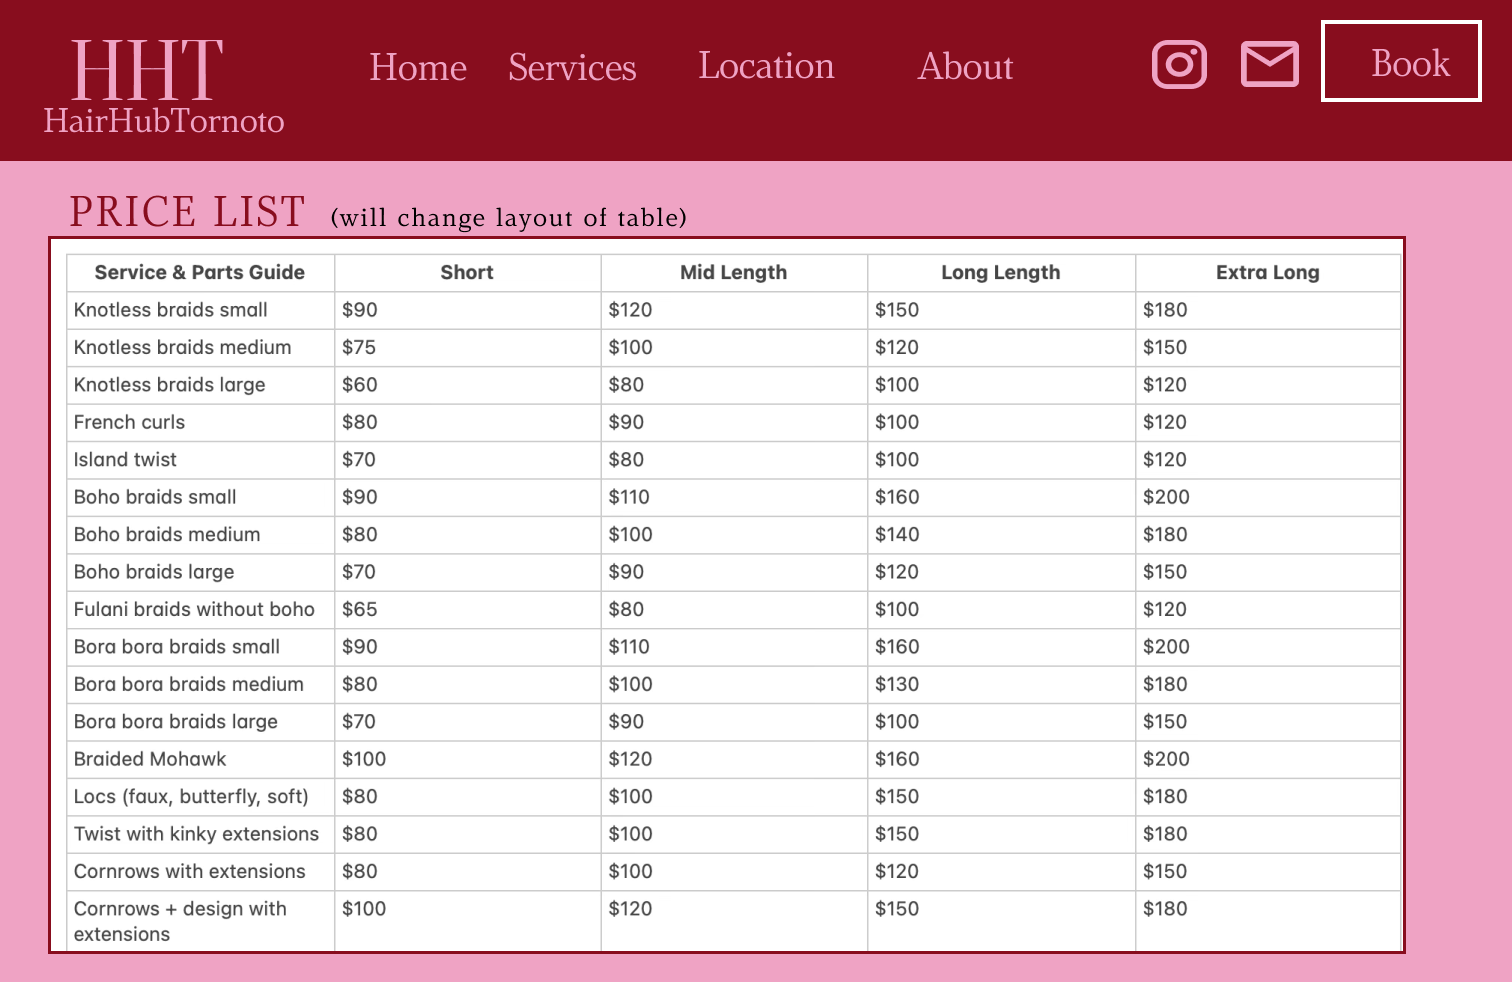 HHT
HairHubTornoto
Home Services Location About Book
PRICE LIST (will change layout of table)
Service & Parts Guide Short Mid Length Long Length Extra Long
Knotless braids small $90 $120 $150 $180
Knotless braids medium $75 $100 $120 $150
Knotless braids large $60 $80 $100 $120
French curls $80 $90 $100 $120
Island twist $70 $80 $100 $120
Boho braids small $90 $110 $160 $200
Boho braids medium $80 $100 $140 $180
Boho braids large $70 $90 $120 $150
Fulani braids without boho $65 $80 $100 $120
Bora bora braids small $90 $110 $160 $200
Bora bora braids medium $80 $100 $130 $180
Bora bora braids large $70 $90 $100 $150
Braided Mohawk $100 $120 $160 $200
Locs (faux, butterfly, soft) $80 $100 $150 $180
Twist with kinky extensions $80 $100 $150 $180
Cornrows with extensions $80 $100 $120 $150
Cornrows + design with $100 $120 $150 $180
extensions